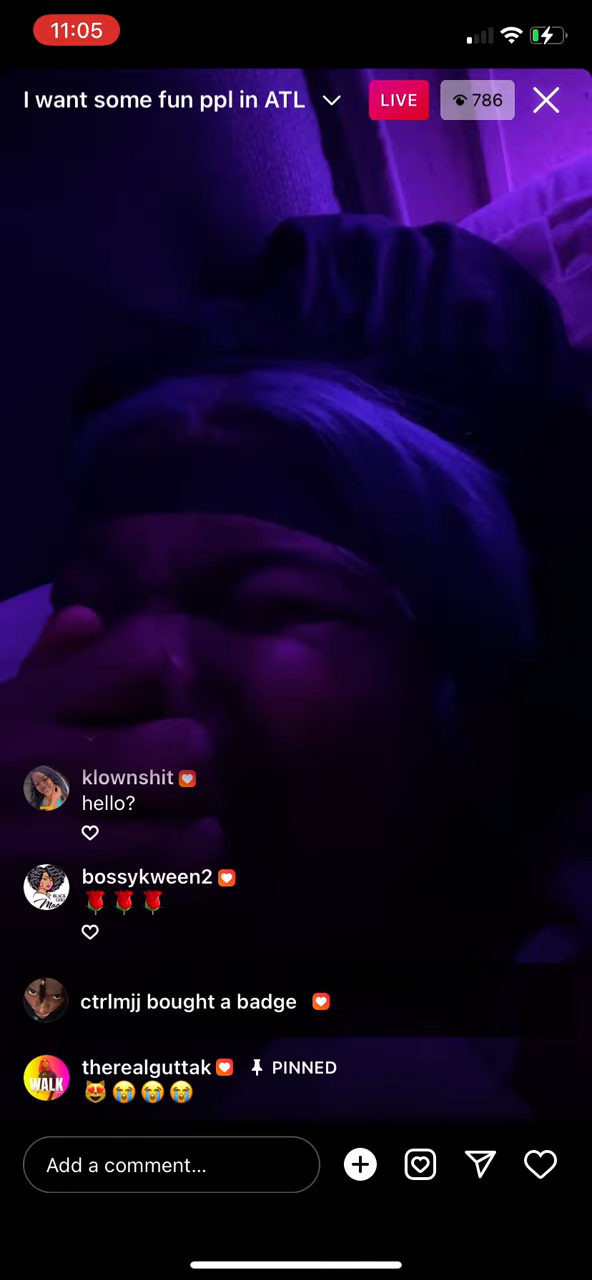 11:05
I want some fun ppl in ATL
LIVE
786
klownshit
hello?
bossykween2
ctrlmjj bought a badge
WALK
therealguttak
PINNED
Add a comment...